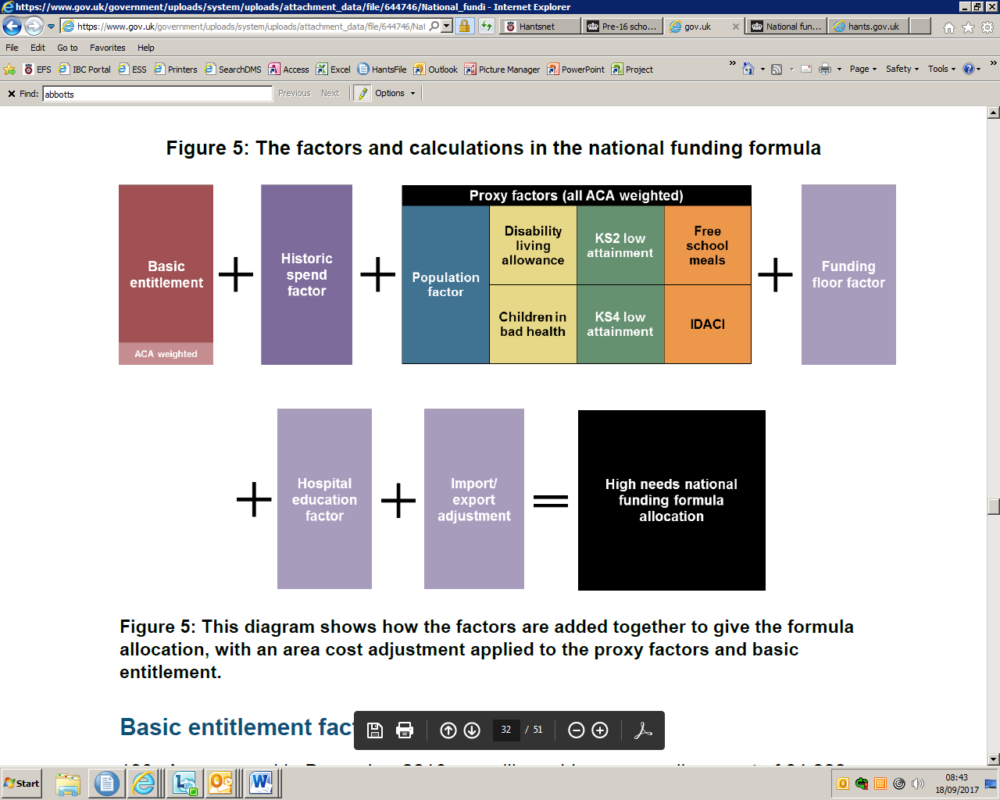 https://www.gov.uk/government/uploads/system/uploads/attachment_data/file/644746/National_fundi - Internet Explorer
https://www.gov.uk/government/uploads/system/uploads/attachment_data/file/644746/Nat
Hantsnet
Pre-16 scho...
gov.uk
National fun...
hants.gov.uk
File Edit Go to Favorites Help
EFS IBC Portal ESS Printers SearchDMS Access Excel HantsFile Outlook Picture Manager PowerPoint Project
Page Safety Tools
Find: abbotts Previous Next Options
Figure 5: The factors and calculations in the national funding formula
Basic
entitlement
ACA weighted
+
Historic
spend
factor
+
Proxy factors (all ACA weighted)
Population
factor
Disability
living
allowance
KS2 low
attainment
Free
school
meals
Children in
bad health
KS4 low
attainment
IDACI
+
Funding
floor factor
+
Hospital
education
factor
+
Import/
export
adjustment
=
High needs national
funding formula
allocation
Figure 5: This diagram shows how the factors are added together to give the formula
allocation, with an area cost adjustment applied to the proxy factors and basic
entitlement.
Basic entitlement fac
32 / 51
Start
08:43
18/09/2017